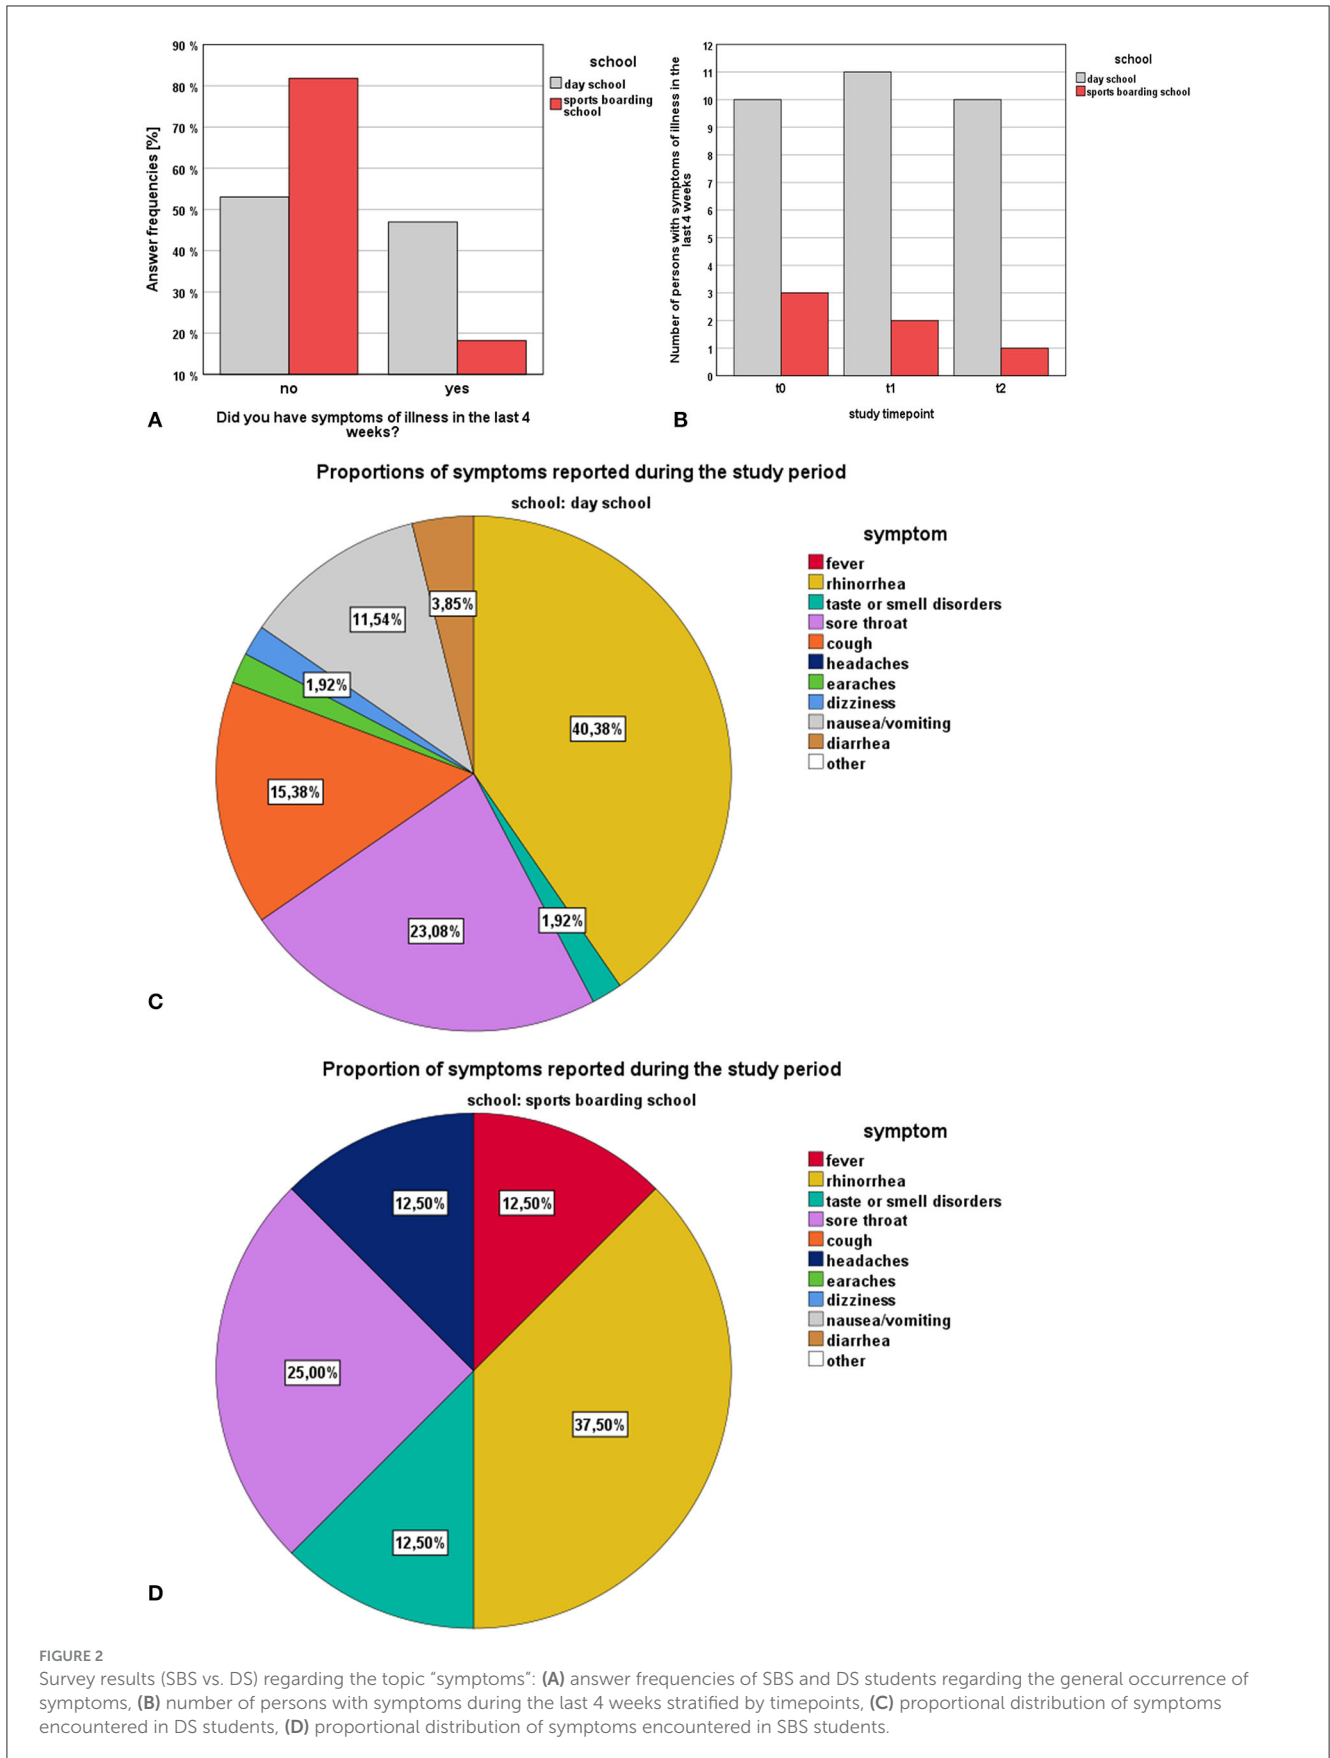 90 %
80 %
70 %
60 %
50 %
40 %
30 %
20 %
10 %
Answer frequencies [%]
no
yes
Did you have symptoms of illness in the last 4
weeks?
school
day school
sports boarding
school
A
12
11
10
9
8
7
6
5
4
3
2
1
0
Number of persons with symptoms of illness in the
last 4 weeks
t0
t1
t2
study timepoint
school
day school
sports boarding school
B
Proportions of symptoms reported during the study period
school: day school
3,85%
11,54%
1,92%
40,38%
15,38%
1,92%
23,08%
symptom
fever
rhinorrhea
taste or smell disorders
sore throat
cough
headaches
earaches
dizziness
nausea/vomiting
diarrhea
other
C
Proportion of symptoms reported during the study period
school: sports boarding school
12,50%
12,50%
25,00%
37,50%
12,50%
symptom
fever
rhinorrhea
taste or smell disorders
sore throat
cough
headaches
earaches
dizziness
nausea/vomiting
diarrhea
other
D
FIGURE 2
Survey results (SBS vs. DS) regarding the topic “symptoms”: (A) answer frequencies of SBS and DS students regarding the general occurrence of
symptoms, (B) number of persons with symptoms during the last 4 weeks stratified by timepoints, (C) proportional distribution of symptoms
encountered in DS students, (D) proportional distribution of symptoms encountered in SBS students.